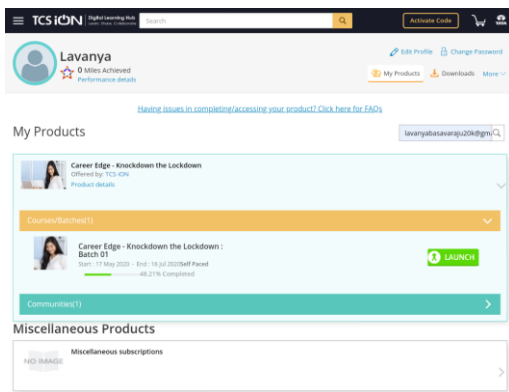 TCS iON Digital Learning Hub Search Activate Code
Learn. Share. Collaborate TATA
Edit Profile Change Password
Lavanya
0 Miles Achieved
Performance details
My Products Downloads More
Having issues in completing/accessing your product? Click here for FAQs
My Products
lavanyabasavaraju20k@gm
Career Edge - Knockdown the Lockdown
Offered by: TCS iON
Product details
Courses/Batches(1)
Career Edge - Knockdown the Lockdown :
Batch 01
Start : 17 May 2020 - End : 16 Jul 2020Self Paced
48.21% Completed
LAUNCH
Communities(1)
Miscellaneous Products
NO IMAGE
Miscellaneous subscriptions